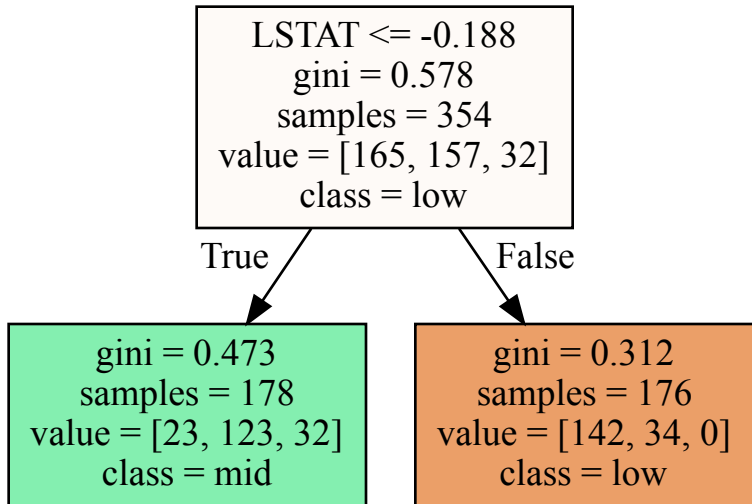 LSTAT <= -0.188
gini = 0.578
samples = 354
value = [165, 157, 32]
class = low
True
False
gini = 0.473
samples = 178
value = [23, 123, 32]
class = mid
gini = 0.312
samples = 176
value = [142, 34, 0]
class = low